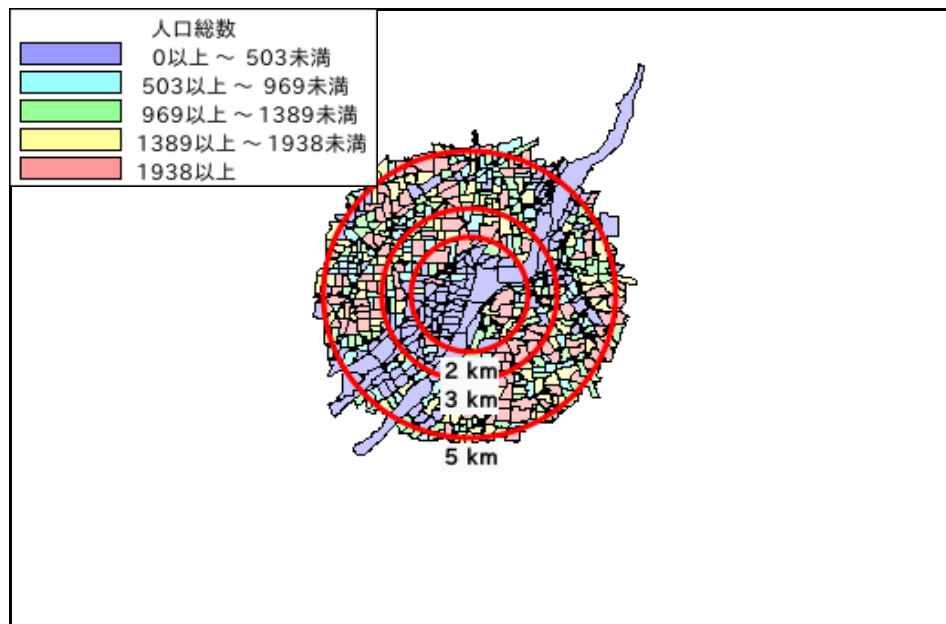 人口総数
0以上 ～ 503未満
503以上 ～ 969未満
969以上 ～ 1389未満
1389以上 ～ 1938未満
1938以上
2 km
3 km
5 km